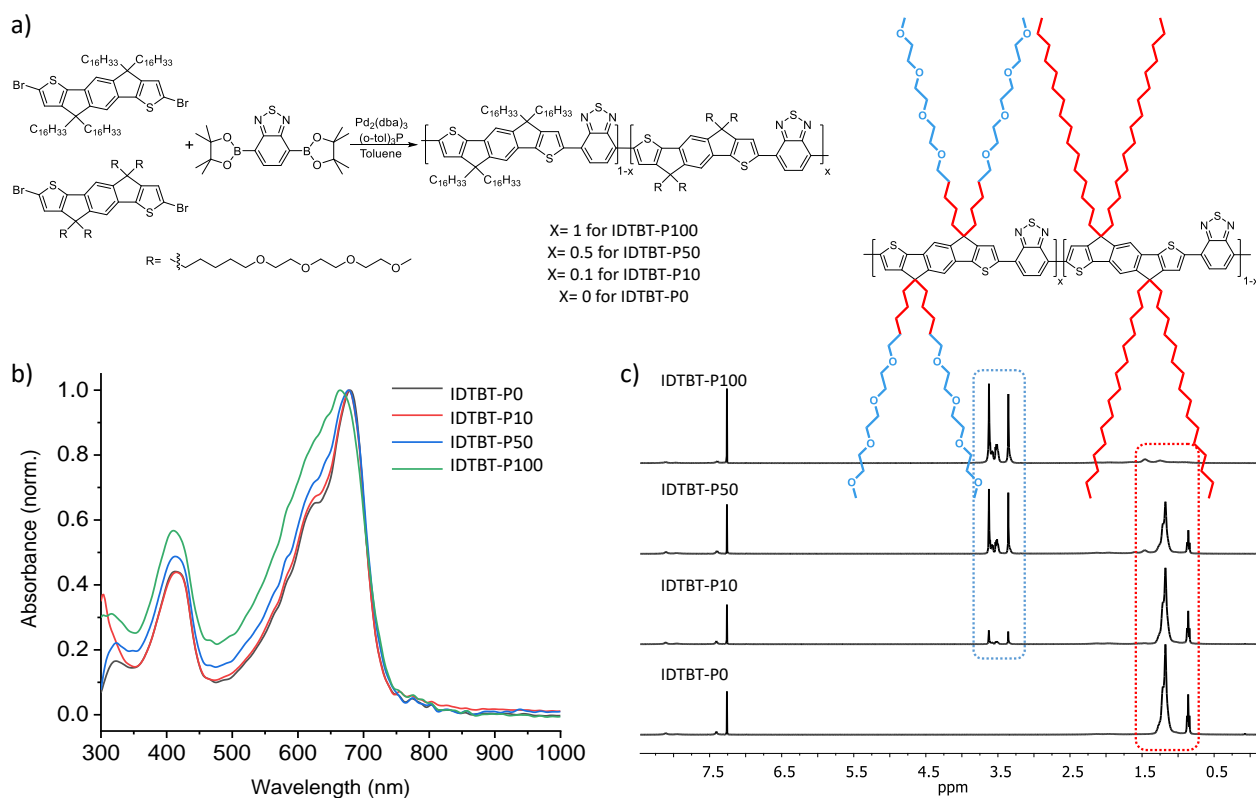 a)
C16H33
C16H33
Br
S
S
Br
C16H33
C16H33
R
R
Br
S
S
Br
R
R
+
N
S
N
O
B
O
O
B
O
Pd2(dba)3
(o-tol)3P
Toluene
C16H33
C16H33
N
S
N
S
S
C16H33
C16H33
1-x
R
R
N
S
N
S
S
R
R
x
R=
O
O
O
O
X= 1 for IDTBT-P100
X= 0.5 for IDTBT-P50
X= 0.1 for IDTBT-P10
X= 0 for IDTBT-P0
O
O
O
O
O
O
O
O
N
S
N
S
S
x
N
S
N
S
S
1-x
O
O
O
O
O
O
O
O
b)
IDTBT-P0
IDTBT-P10
IDTBT-P50
IDTBT-P100
Absorbance (norm.)
1.0
0.8
0.6
0.4
0.2
0.0
300 400 500 600 700 800 900 1000
Wavelength (nm)
c)
IDTBT-P100
IDTBT-P50
IDTBT-P10
IDTBT-P0
7.5 6.5 5.5 4.5 3.5 2.5 1.5 0.5
ppm